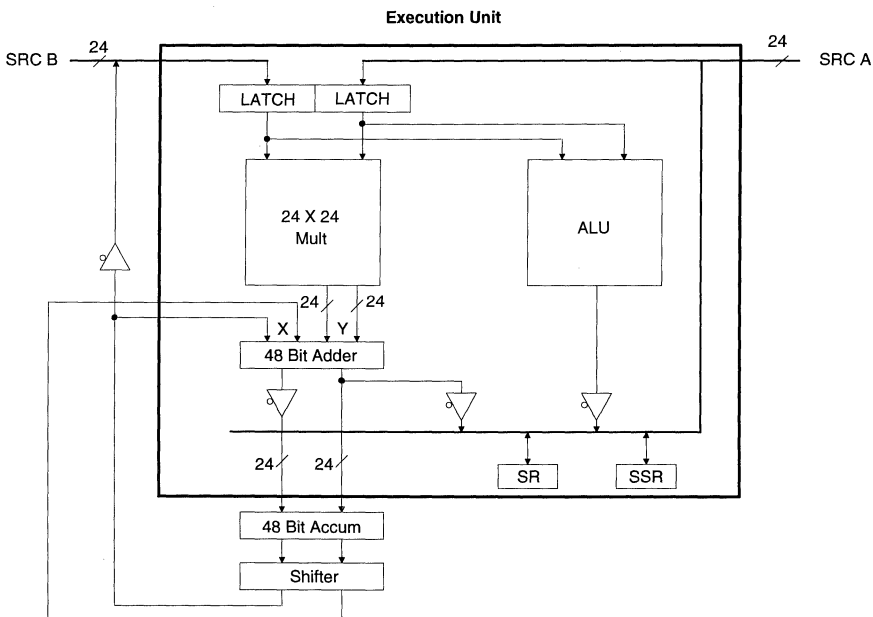 Execution Unit
SRC B
24
24
SRC A
LATCH
LATCH
24 X 24
Mult
ALU
24
24
X
Y
48 Bit Adder
24
24
SR
SSR
48 Bit Accum
Shifter